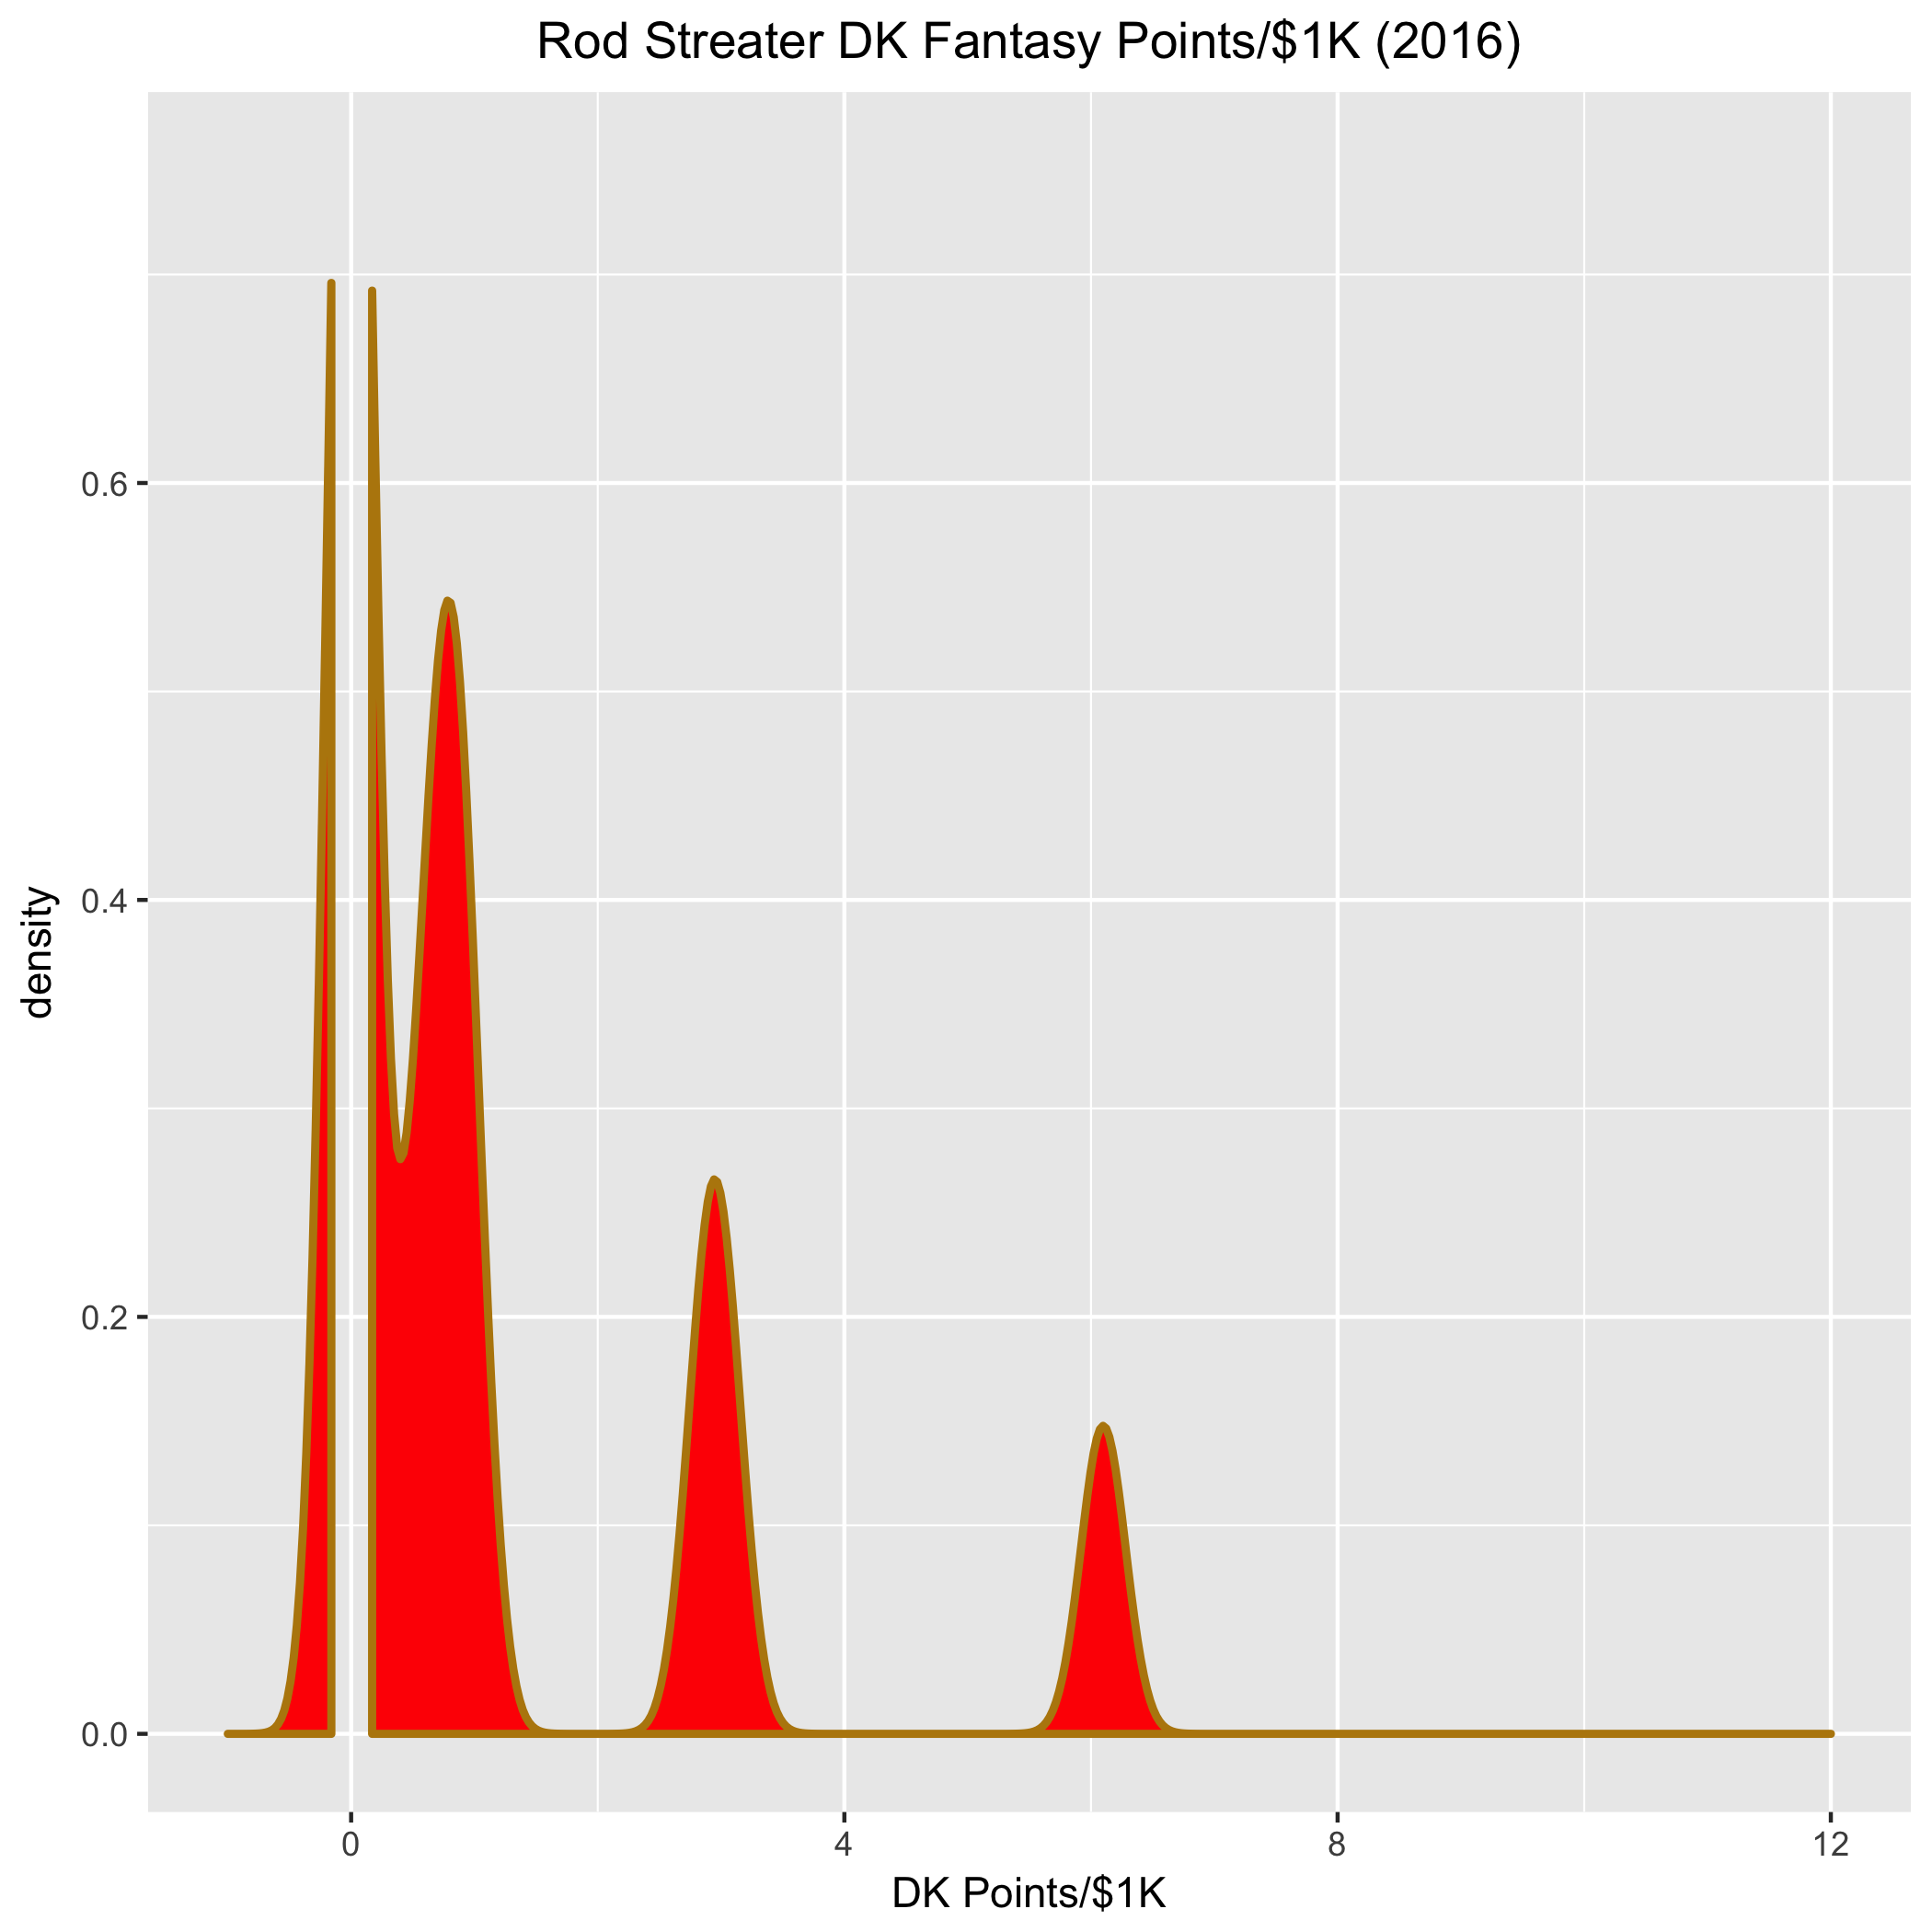 Rod Streater DK Fantasy Points/$1K (2016)
density
0.6
0.4
0.2
0.0
0 4 8 12
DK Points/$1K